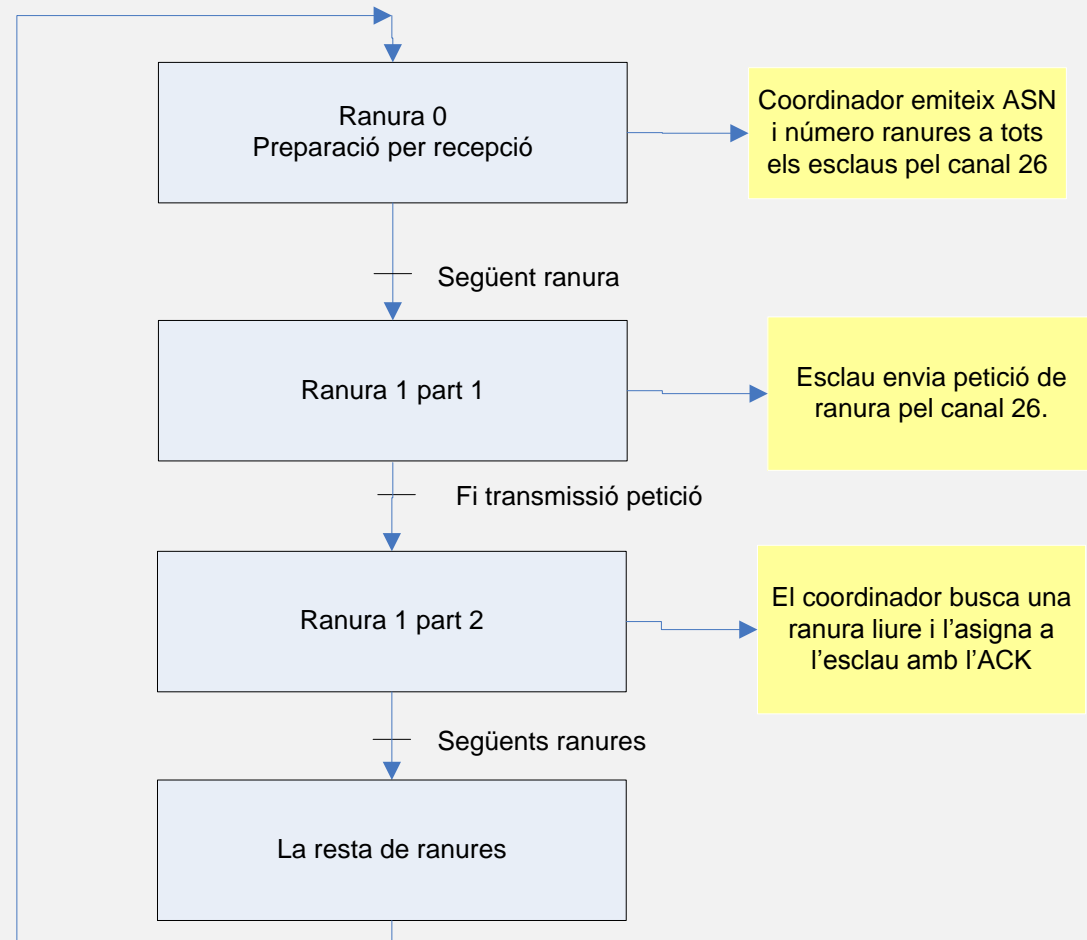 Ranura 0
Preparació per recepció
Coordinador emiteix ASN
i número ranures a tots
els esclaus pel canal 26
Següent ranura
Ranura 1 part 1
Esclau envia petició de
ranura pel canal 26.
Fi transmissió petició
Ranura 1 part 2
El coordinador busca una
ranura lliure i l’asigna a
l’esclau amb l’ACK
Següents ranures
La resta de ranures